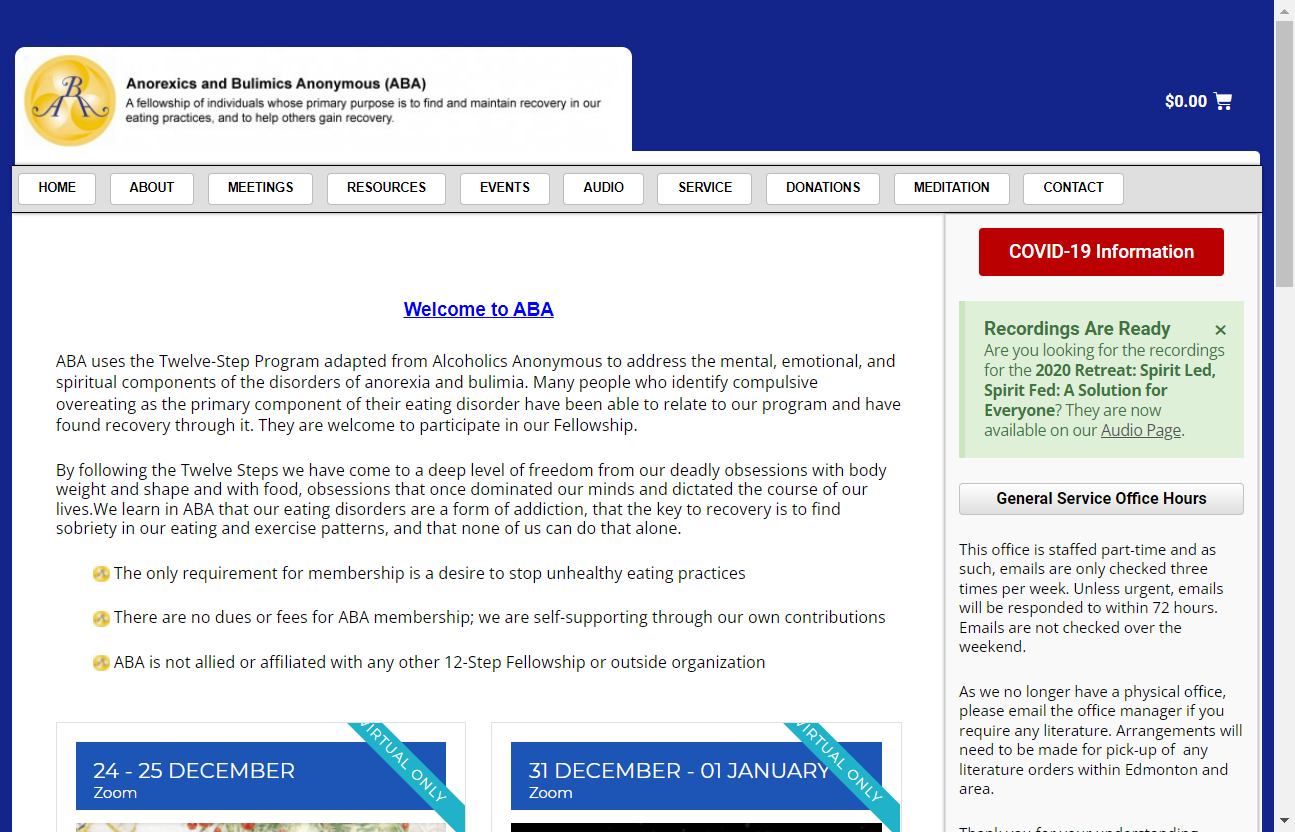 ABA
Anorexics and Bulimics Anonymous (ABA)
A fellowship of individuals whose primary purpose is to find and maintain recovery in our
eating practices, and to help others gain recovery.
$0.00
HOME ABOUT MEETINGS RESOURCES EVENTS AUDIO SERVICE DONATIONS MEDITATION CONTACT
Welcome to ABA
ABA uses the Twelve-Step Program adapted from Alcoholics Anonymous to address the mental, emotional, and
spiritual components of the disorders of anorexia and bulimia. Many people who identify compulsive
overeating as the primary component of their eating disorder have been able to relate to our program and have
found recovery through it. They are welcome to participate in our Fellowship.
By following the Twelve Steps we have come to a deep level of freedom from our deadly obsessions with body
weight and shape and with food, obsessions that once dominated our minds and dictated the course of our
lives.We learn in ABA that our eating disorders are a form of addiction, that the key to recovery is to find
sobriety in our eating and exercise patterns, and that none of us can do that alone.
The only requirement for membership is a desire to stop unhealthy eating practices
There are no dues or fees for ABA membership; we are self-supporting through our own contributions
ABA is not allied or affiliated with any other 12-Step Fellowship or outside organization
24 - 25 DECEMBER
Zoom
VIRTUAL ONLY
31 DECEMBER - 01 JANUARY
Zoom
VIRTUAL ONLY
COVID-19 Information
Recordings Are Ready ×
Are you looking for the recordings
for the 2020 Retreat: Spirit Led,
Spirit Fed: A Solution for
Everyone? They are now
available on our Audio Page.
General Service Office Hours
This office is staffed part-time and as
such, emails are only checked three
times per week. Unless urgent, emails
will be responded to within 72 hours.
Emails are not checked over the
weekend.
As we no longer have a physical office,
please email the office manager if you
require any literature. Arrangements will
need to be made for pick-up of any
literature orders within Edmonton and
area.
Thank you for your understanding